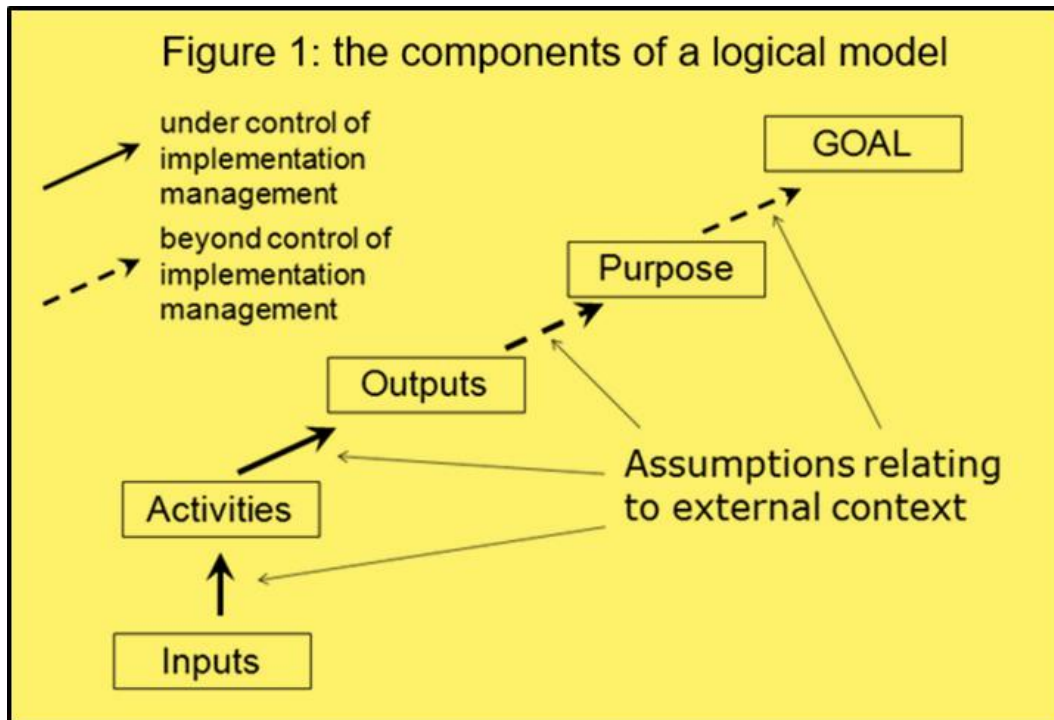 Figure 1: the components of a logical model
under control of
implementation
management
beyond control of
implementation
management
GOAL
Purpose
Outputs
Assumptions relating
to external context
Activities
Inputs